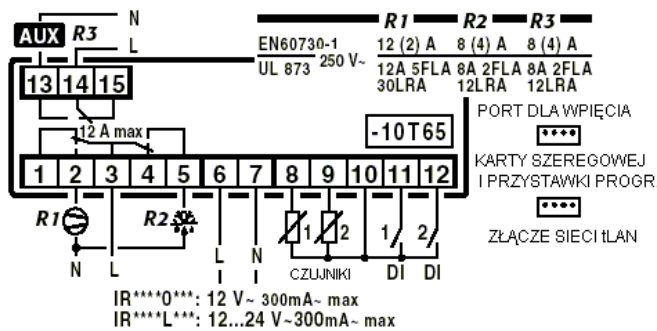 N
AUX R3 L
R1 R2 R3
EN60730-1 12 (2) A 8 (4) A 8 (4) A
UL 873 250 V~ 12A 5FLA 8A 2FLA 8A 2FLA
30LRA 12LRA 12LRA
13 14 15
12 A max
-10T65
PORT DLA WPIĘCIA
KARTY SZEREGOWEJ
I PRZYSTAWKI PROGR
ZŁĄCZE SIECI tLAN
1 2 3 4 5 6 7 8 9 10 11 12
R1 R2 1 2 1 2
N L L N CZUJNIKI DI DI
IR****0***: 12 V~ 300mA~ max
IR****L***: 12...24 V~300mA~ max